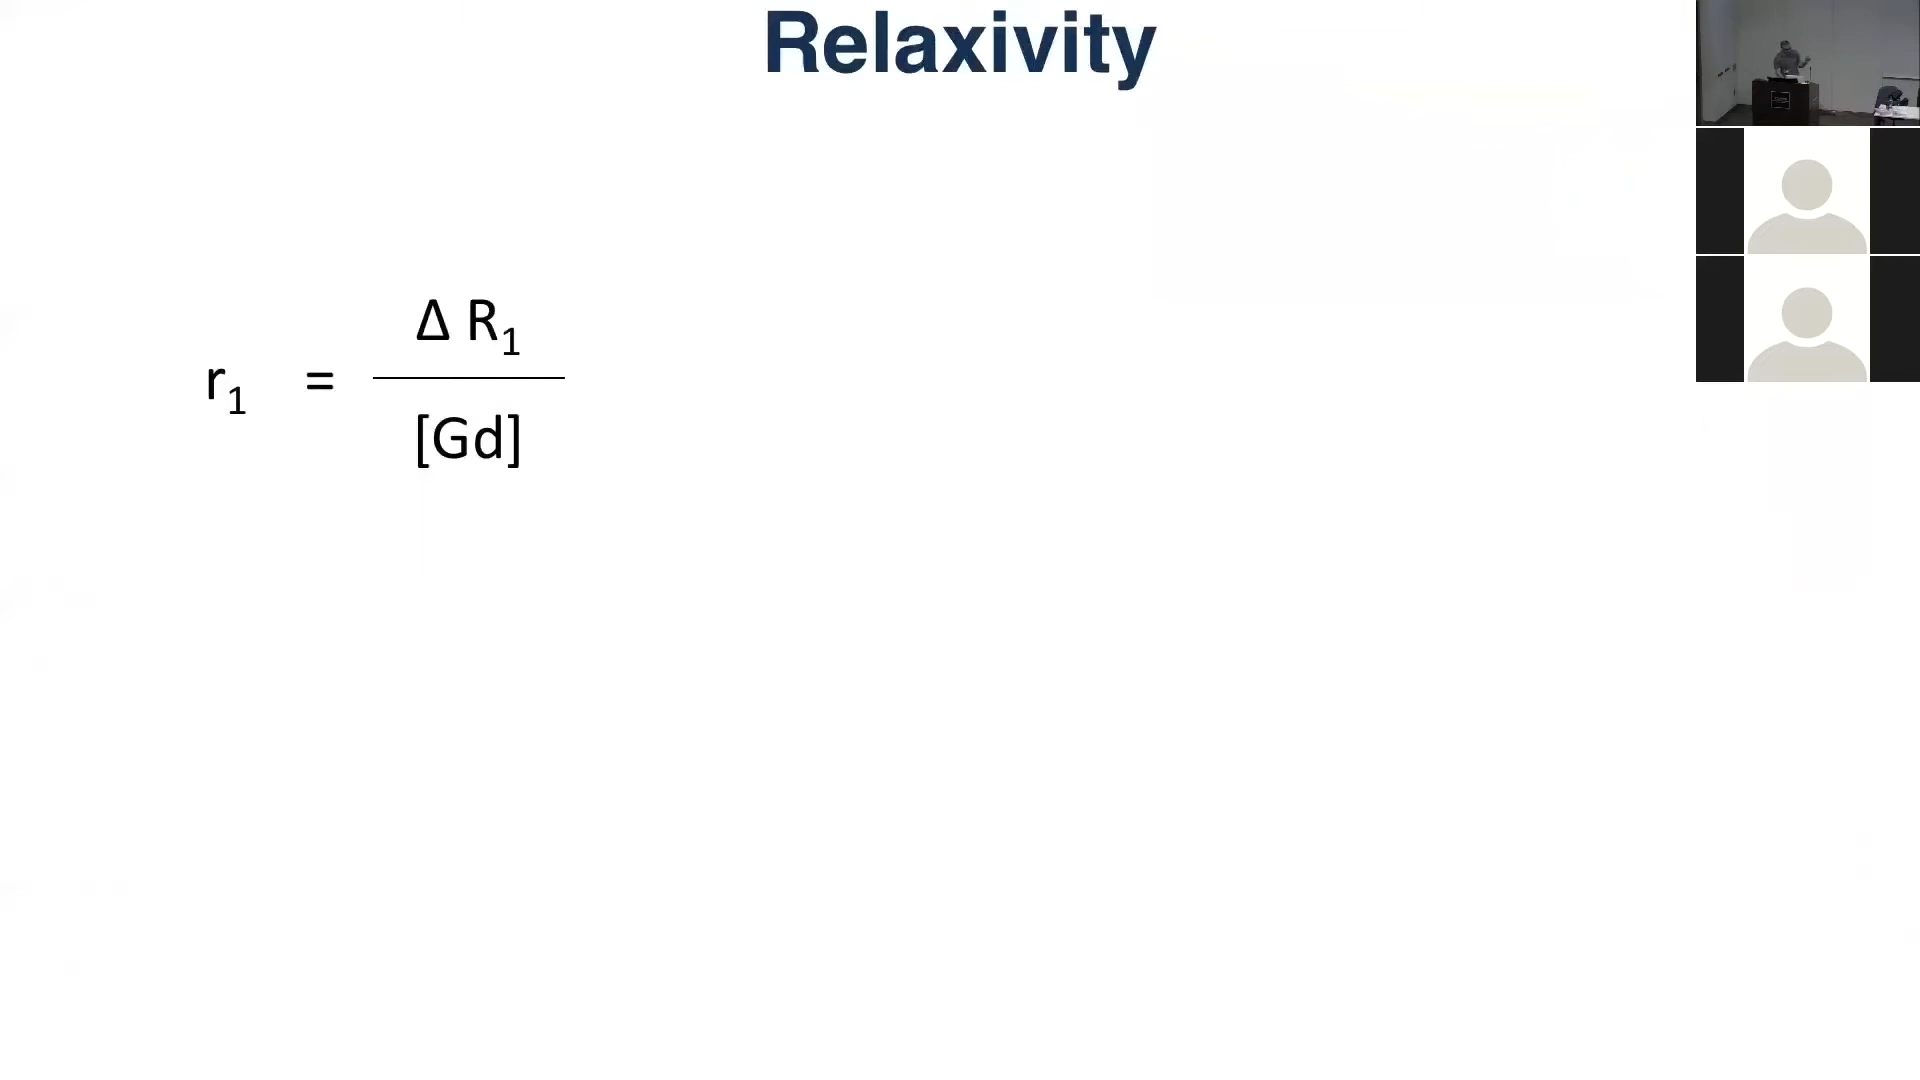 Relaxivity
Δ R₁
r₁ =
[Gd]